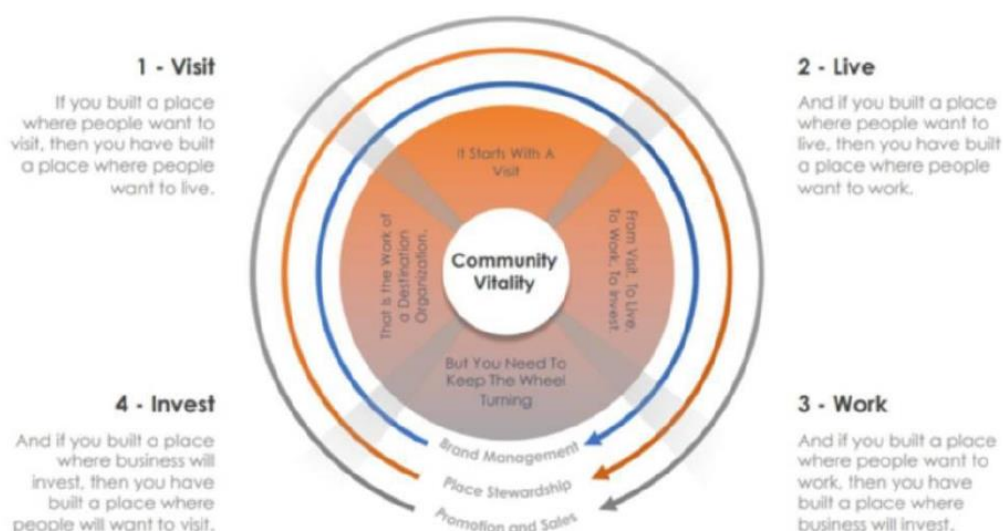 1 - Visit
If you built a place
where people want to
visit, then you have built
a place where people
want to live.
2 - Live
And if you built a place
where people want to
live, then you have built
a place where people
want to work.
It Starts With A
Visit
From Visit, To Live,
To Work, To Invest
Community
Vitality
That Is the Work of
a Destination
Organization.
But You Need To
Keep The Wheel
Turning
Brand Management
Place Stewardship
Promotion and Sales
3 - Work
And if you built a place
where people want to
work, then you have
built a place where
business will invest.
4 - Invest
And if you built a place
where business will
invest, then you have
built a place where
people will want to visit.